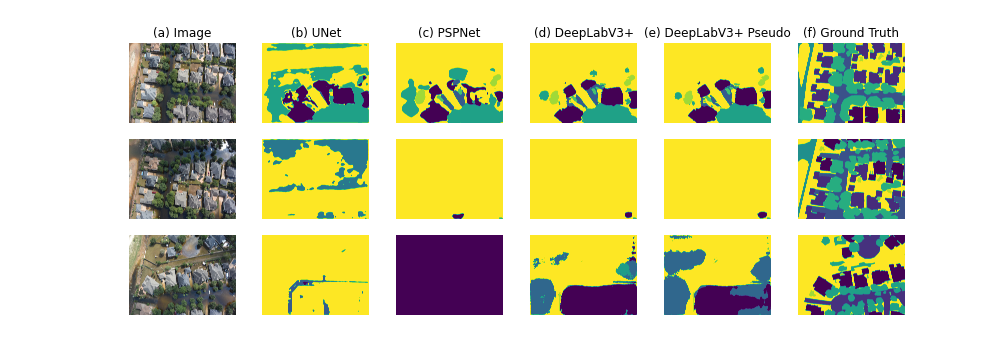 (a) Image
(b) UNet
(c) PSPNet
(d) DeepLabV3+
(e) DeepLabV3+ Pseudo
(f) Ground Truth